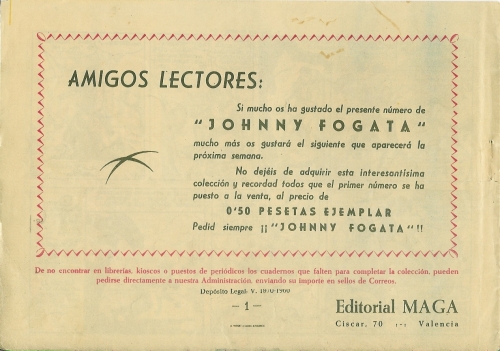 AMIGOS LECTORES:
Si mucho os ha gustado el presente número de
"JOHNNY FOGATA"
mucho más os gustará el siguiente que aparecerá la
próxima semana.
No dejéis de adquirir esta interesantísima
colección y recordad todos que el primer número se ha
puesto a la venta, al precio de
0'50 PESETAS EJEMPLAR
Pedid siempre ¡¡"JOHNNY FOGATA"!!
De no encontrar en librerías, kioscos o puestos de periódicos los cuadernos que falten para completar la colección, pueden
pedirse directamente a nuestra Administración, enviando su importe en sellos de Correos.
Depósito Legal: V. 1970-1960
— 1 —
Editorial MAGA
Císcar, 70 :-: Valencia